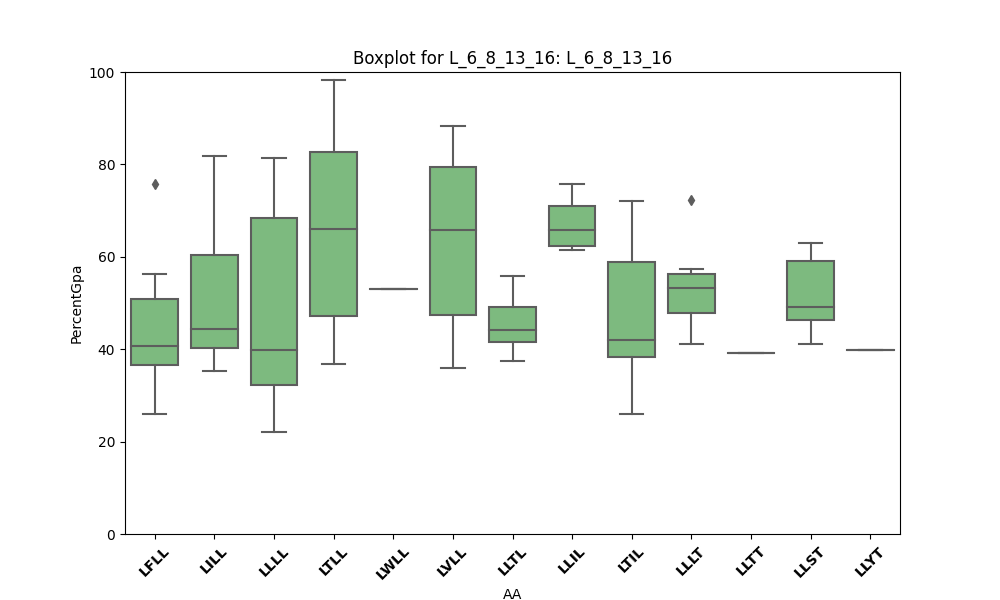 Boxplot for L_6_8_13_16: L_6_8_13_16
100
80
60
40
20
0
PercentGpa
LFLL LILL LLLL LTLL LWLL LVLL LLTL LLIL LTIL LLLT LLTT LLST LLYT
AA